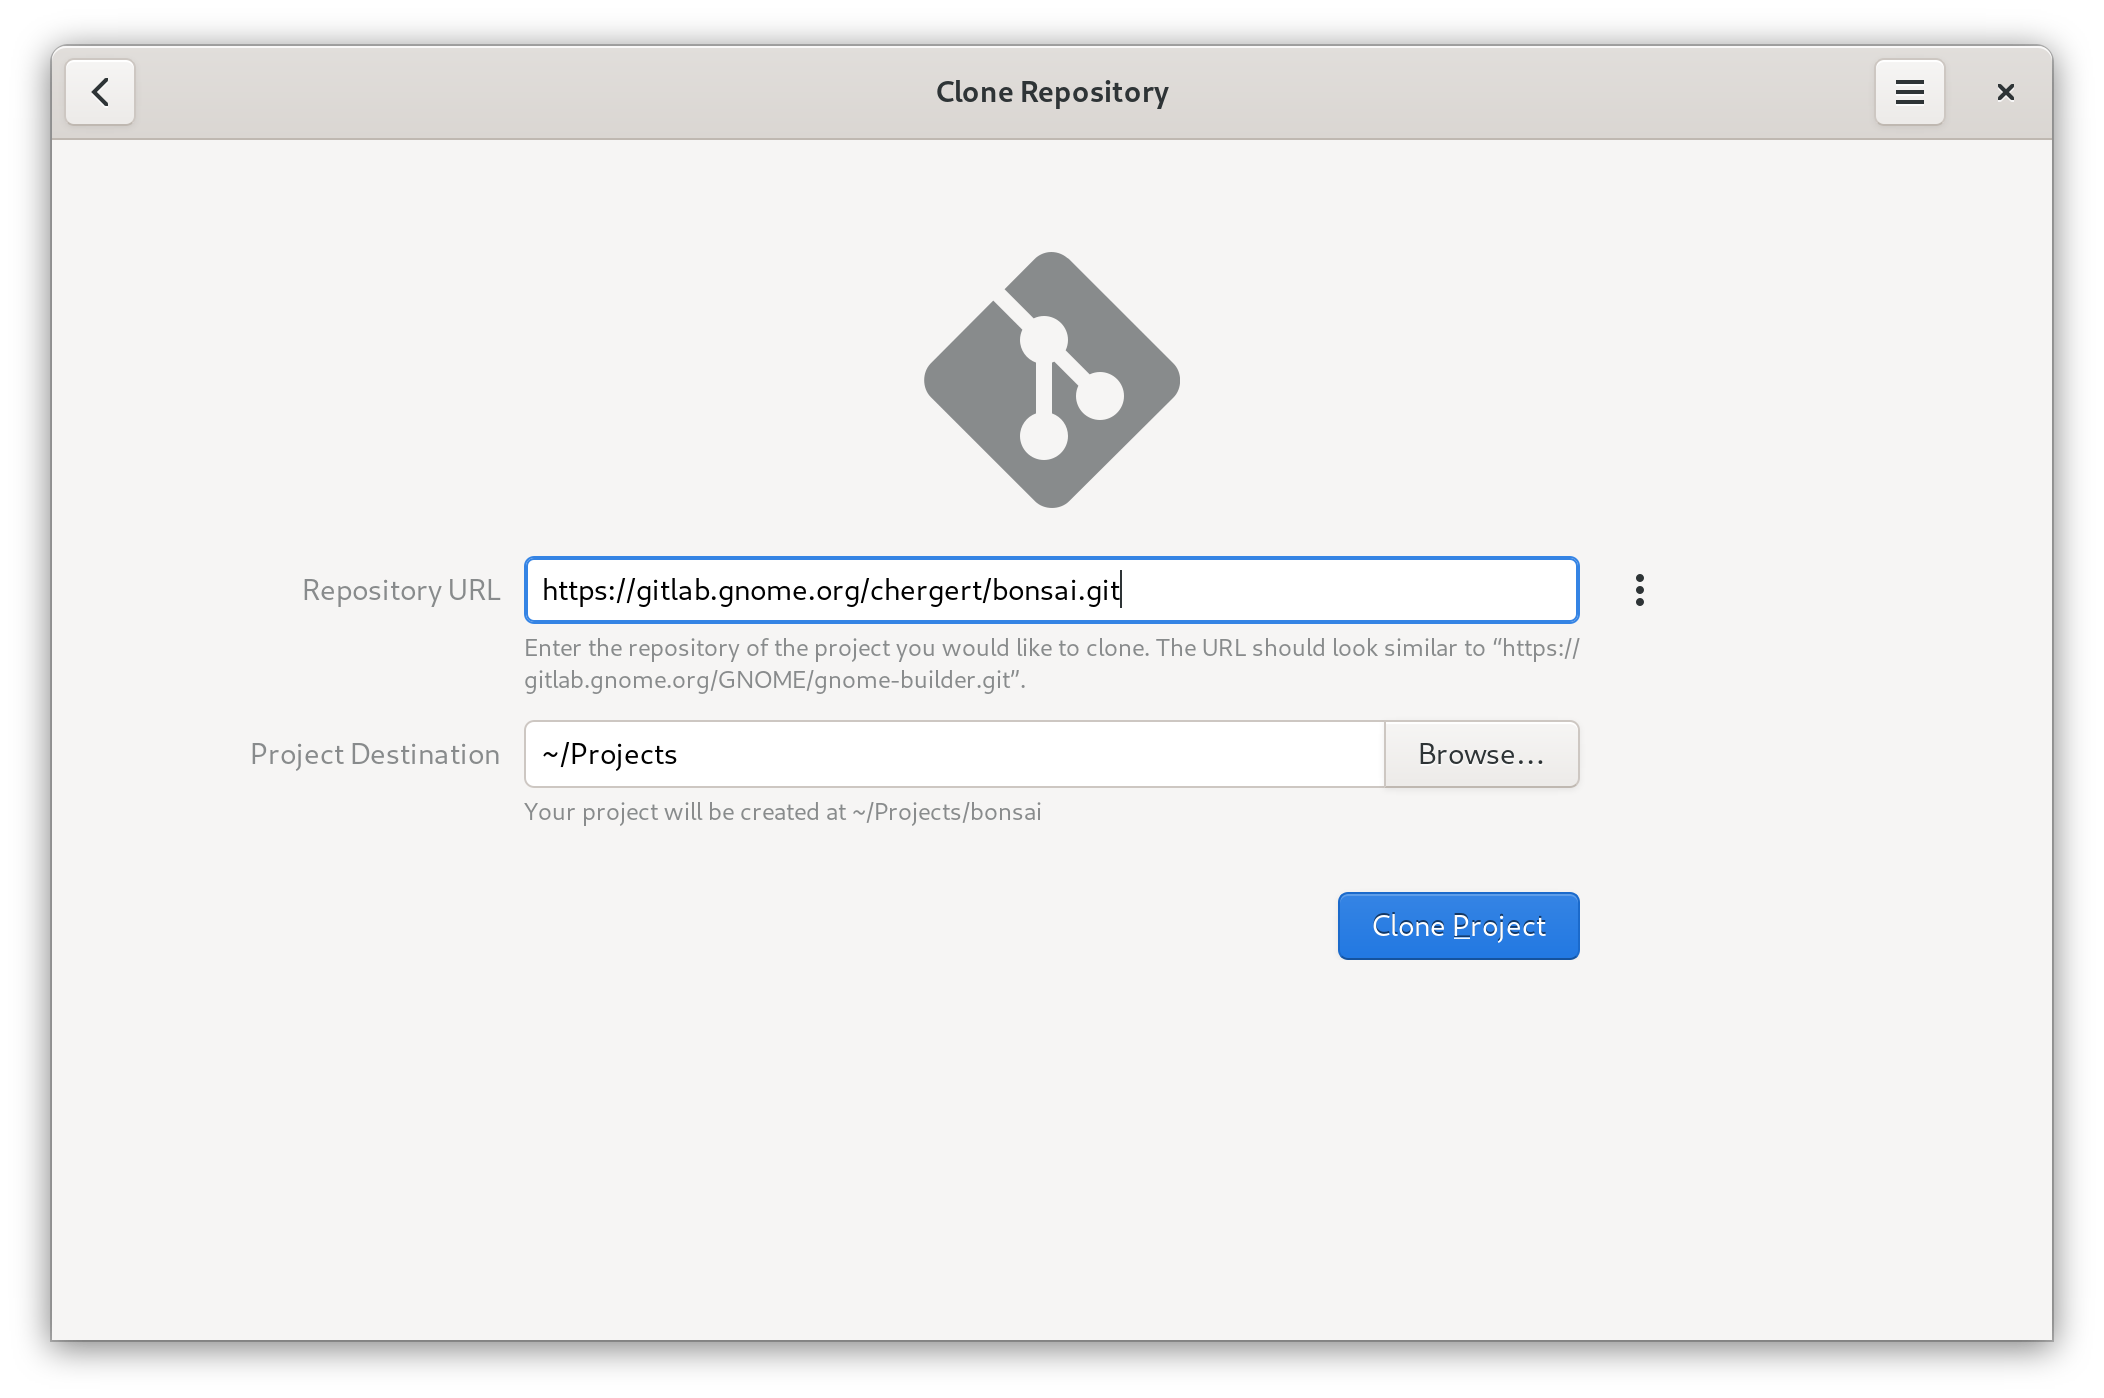 Clone Repository
Repository URL
https://gitlab.gnome.org/chergert/bonsai.git
Enter the repository of the project you would like to clone. The URL should look similar to “https://
gitlab.gnome.org/GNOME/gnome-builder.git”.
Project Destination
~/Projects
Browse…
Your project will be created at ~/Projects/bonsai
Clone Project